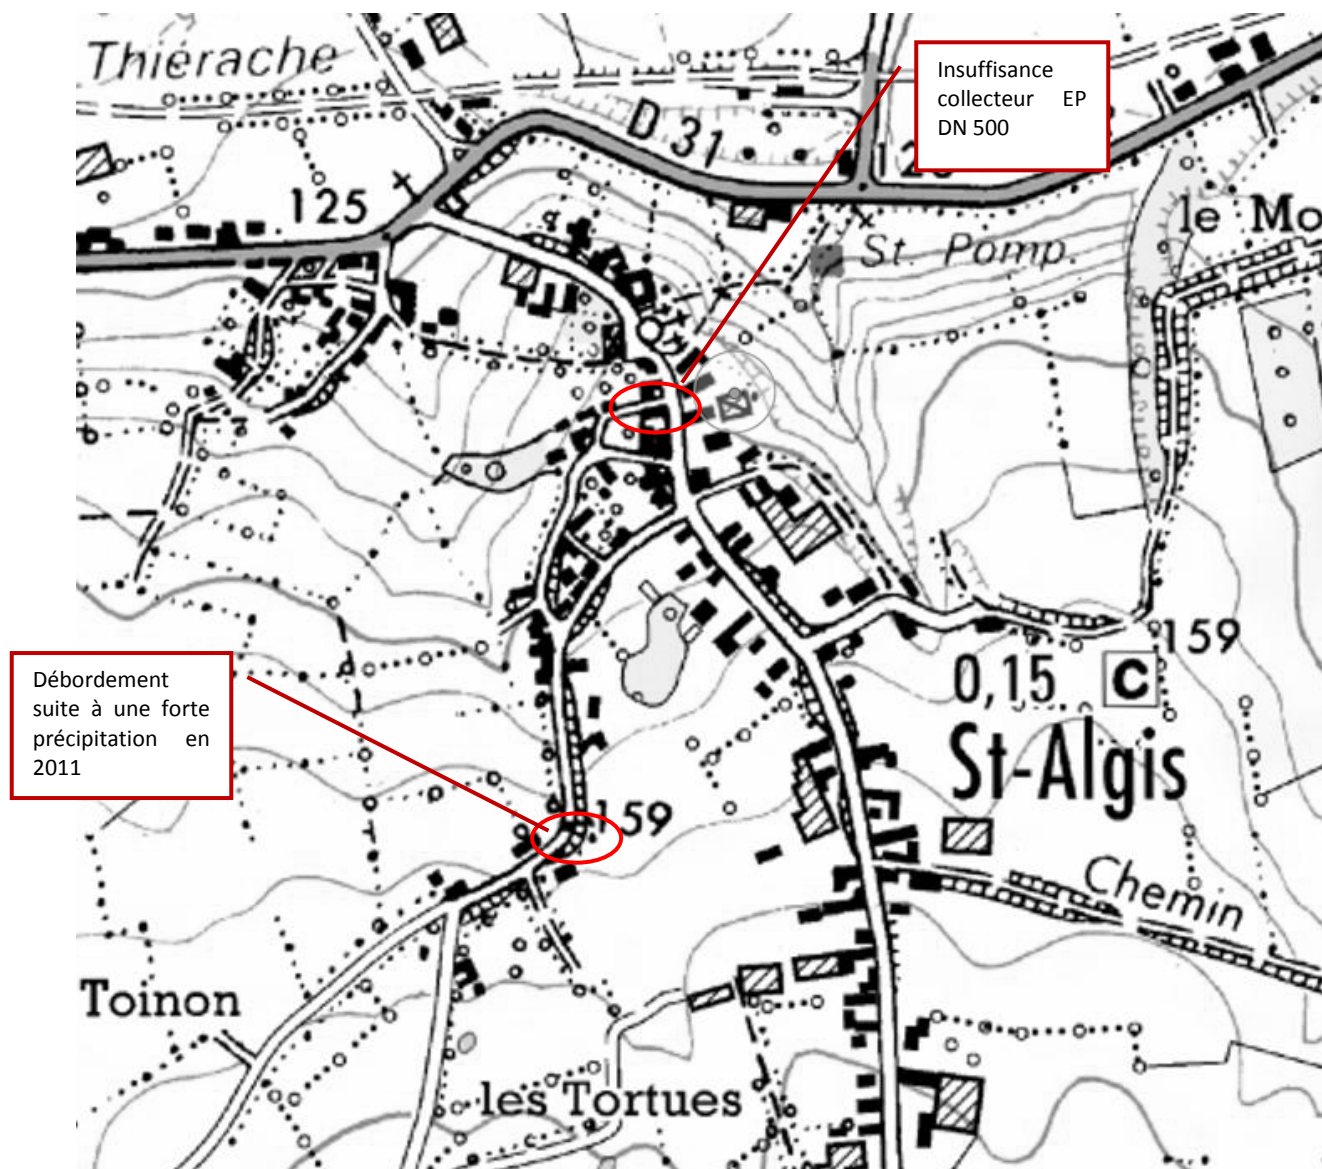 Thiérache
Insuffisance
collecteur EP
DN 500
D 31
125
le Mo
St. Pomp.
159
0,15 C
St-Algis
Débordement
suite à une forte
précipitation en
2011
159
Chemin
Toinon
les Tortues